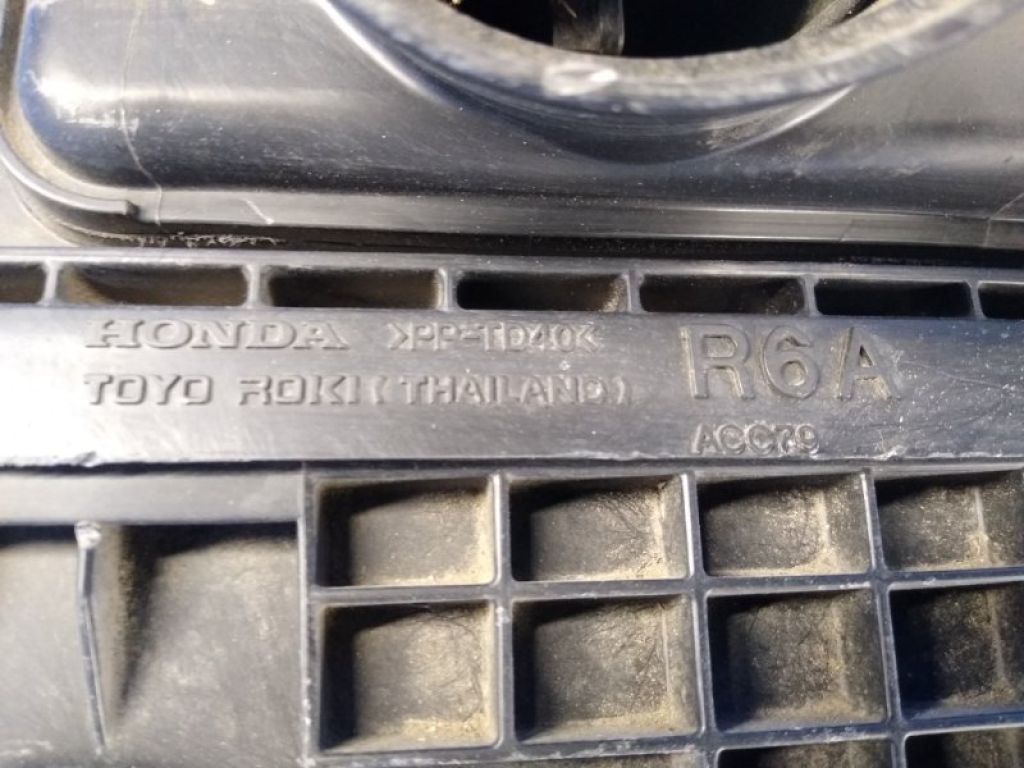 HONDA >PP-TD40<
TOYO ROKI (THAILAND)
R6A
ACC79